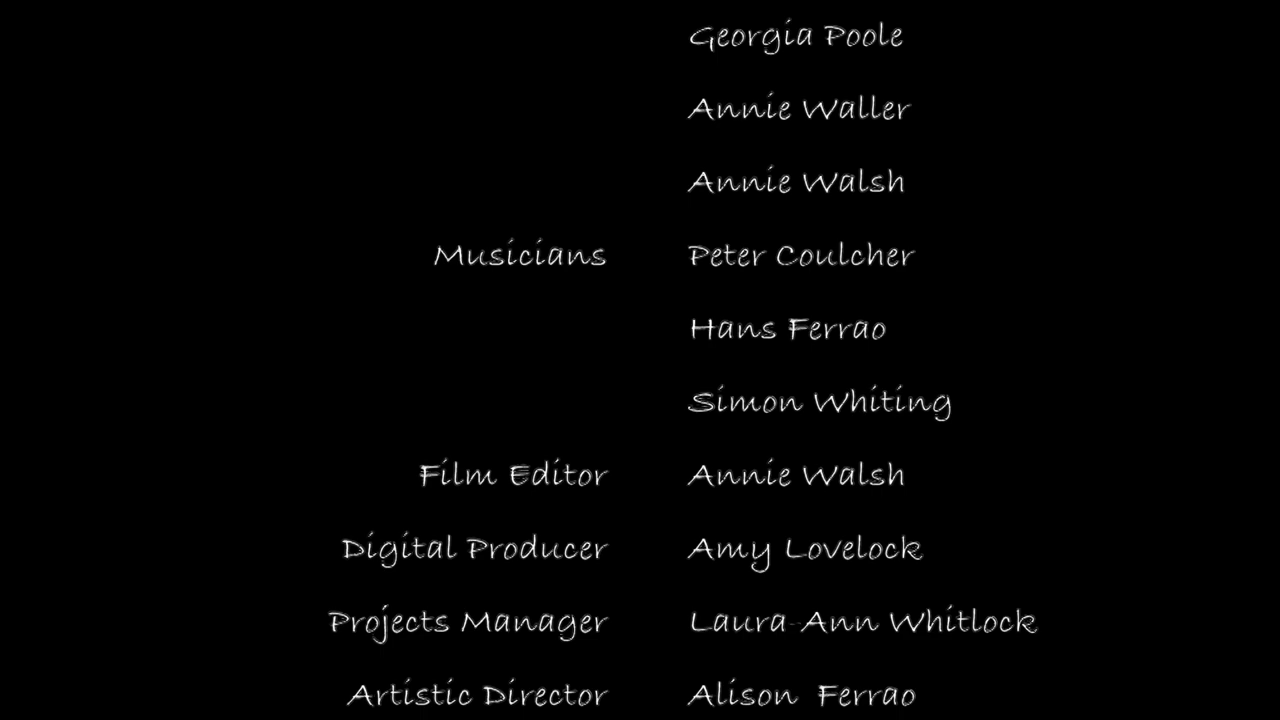 Georgia Poole
Annie Waller
Annie Walsh
Musicians Peter Coulcher
Hans Ferrao
Simon Whiting
Film Editor Annie Walsh
Digital Producer Amy Lovelock
Projects Manager Laura-Ann Whitlock
Artistic Director Alison Ferrao